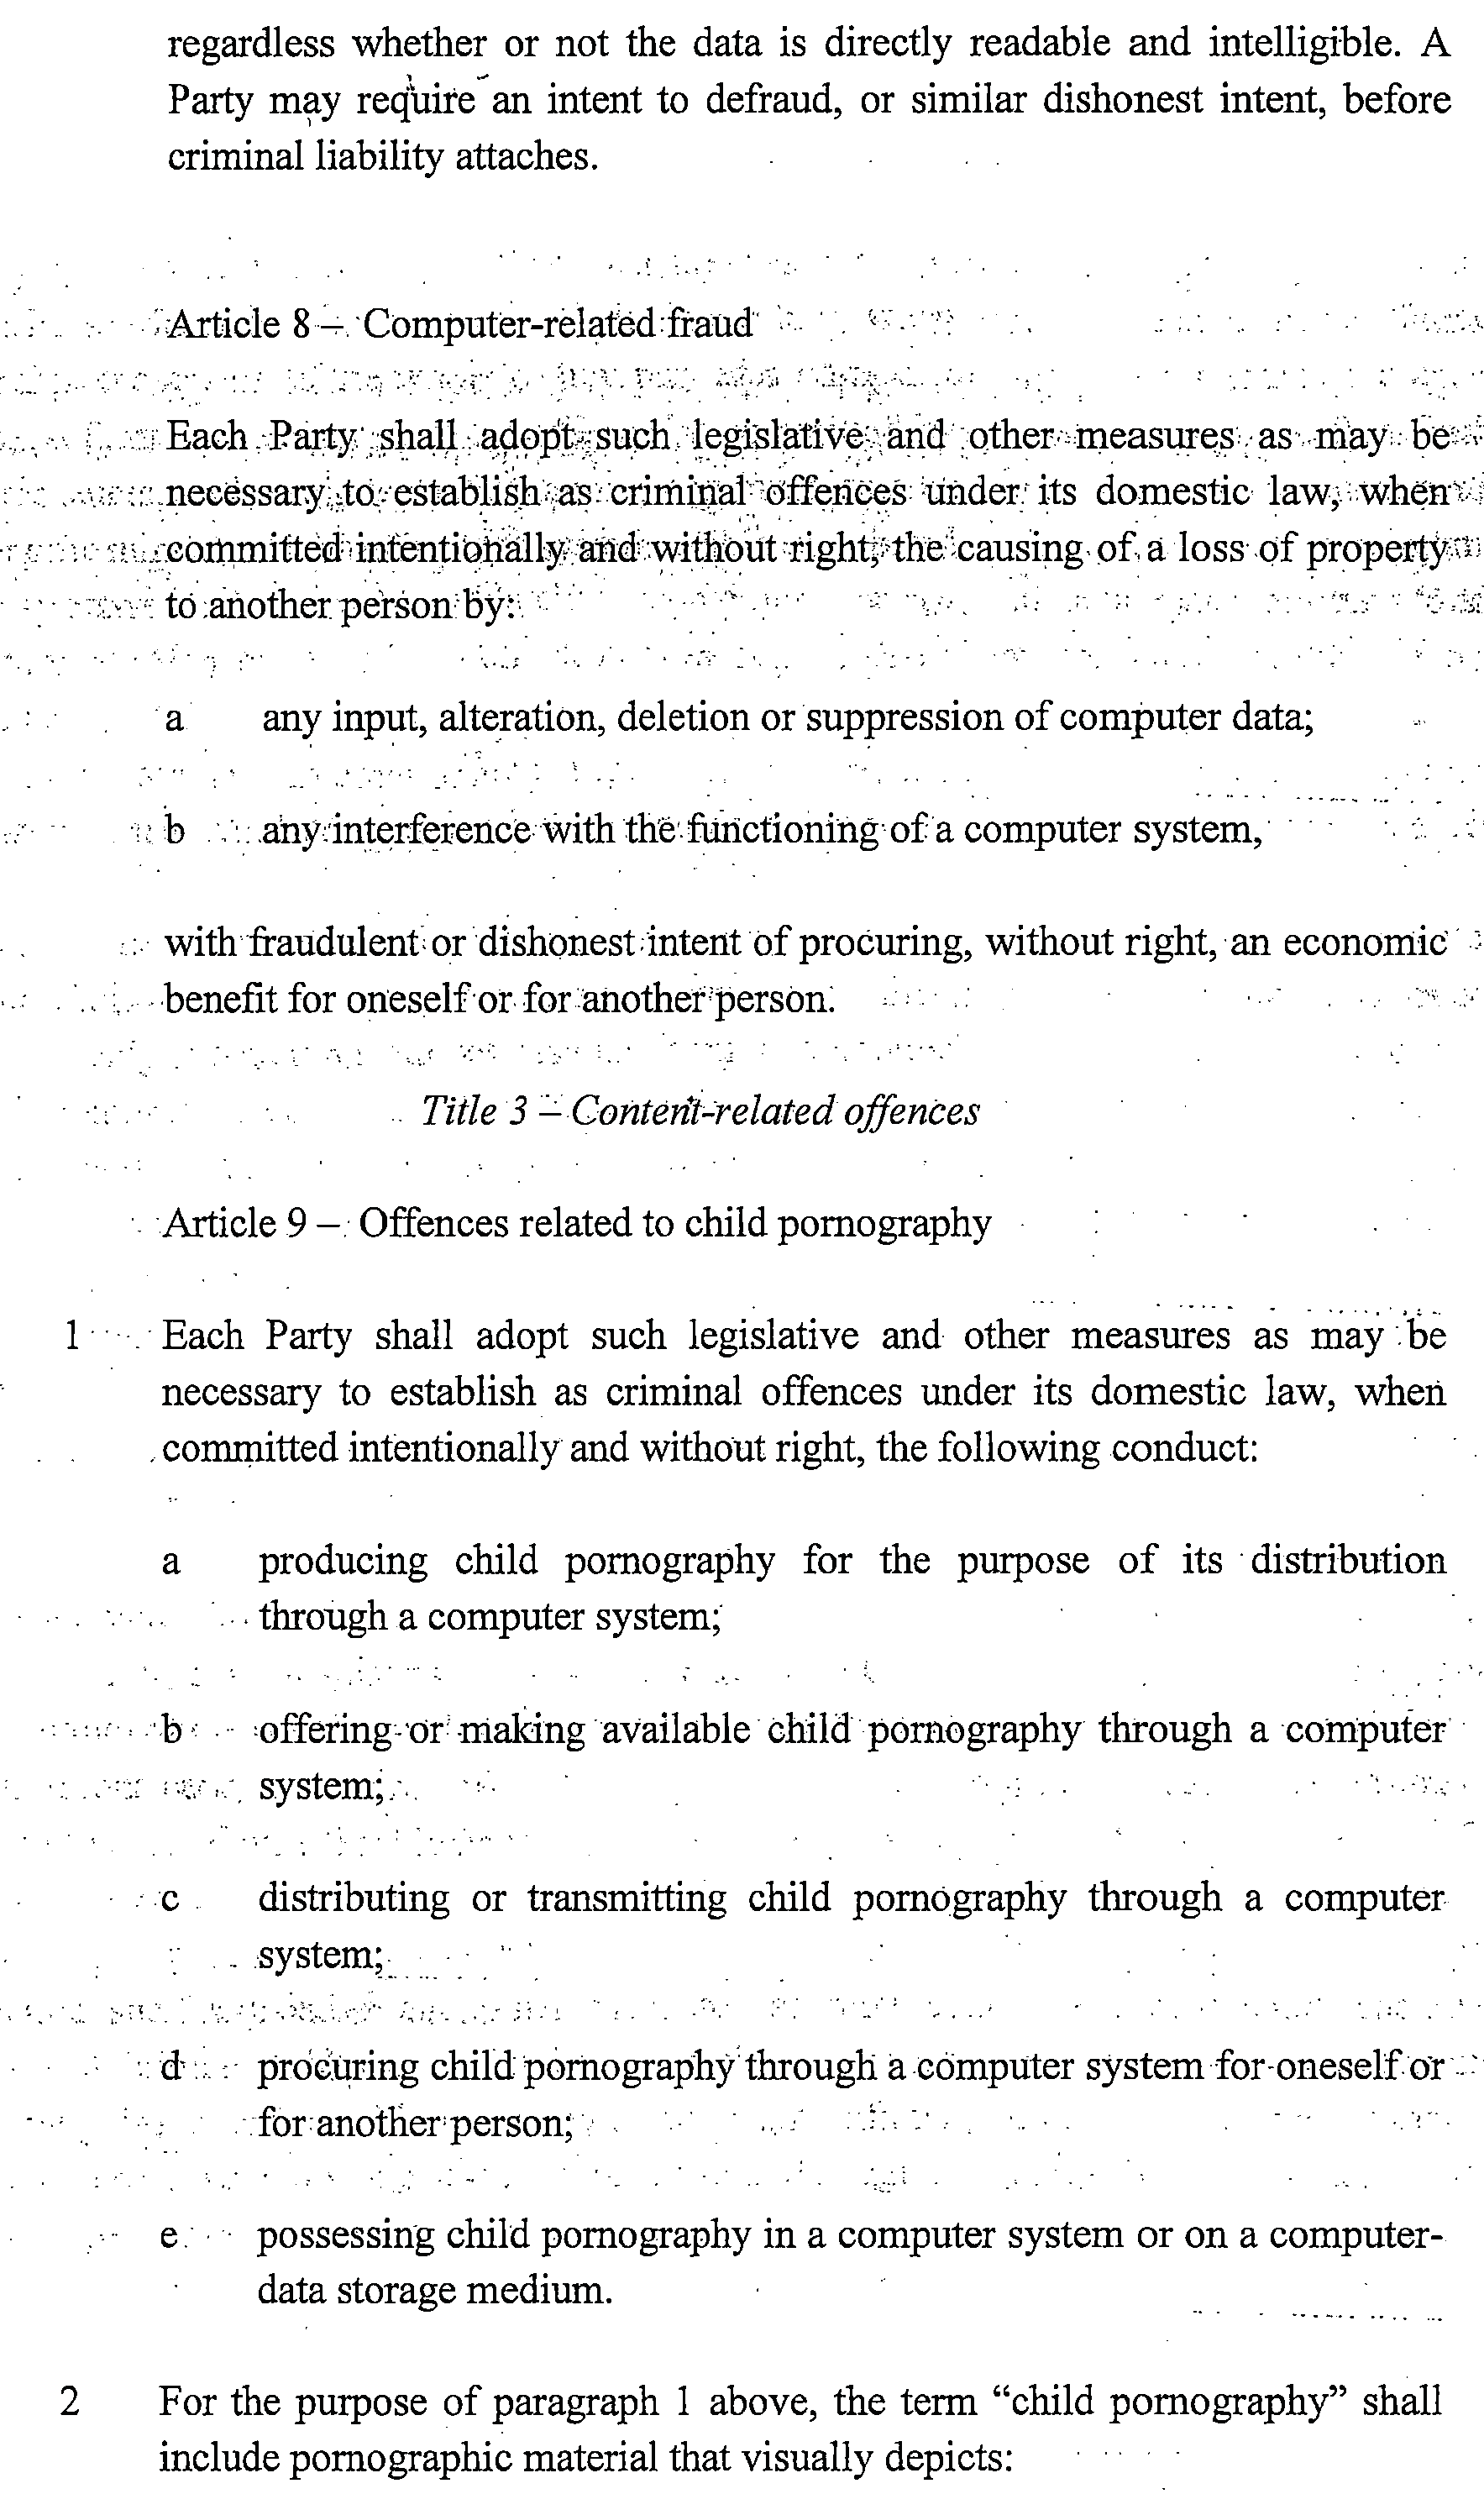 regardless whether or not the data is directly readable and intelligible. A
Party may require an intent to defraud, or similar dishonest intent, before
criminal liability attaches.
Article 8 – Computer-related fraud
Each Party shall adopt such legislative and other measures as may be
necessary to establish as criminal offences under its domestic law, when
committed intentionally and without right, the causing of a loss of property
to another person by:
a any input, alteration, deletion or suppression of computer data;
b any interference with the functioning of a computer system,
with fraudulent or dishonest intent of procuring, without right, an economic
benefit for oneself or for another person.
Title 3 – Content-related offences
Article 9 – Offences related to child pornography
1 Each Party shall adopt such legislative and other measures as may be
necessary to establish as criminal offences under its domestic law, when
committed intentionally and without right, the following conduct:
a producing child pornography for the purpose of its distribution
through a computer system;
b offering or making available child pornography through a computer
system;
c distributing or transmitting child pornography through a computer
system;
d procuring child pornography through a computer system for oneself or
for another person;
e possessing child pornography in a computer system or on a computer-
data storage medium.
2 For the purpose of paragraph 1 above, the term “child pornography” shall
include pornographic material that visually depicts: